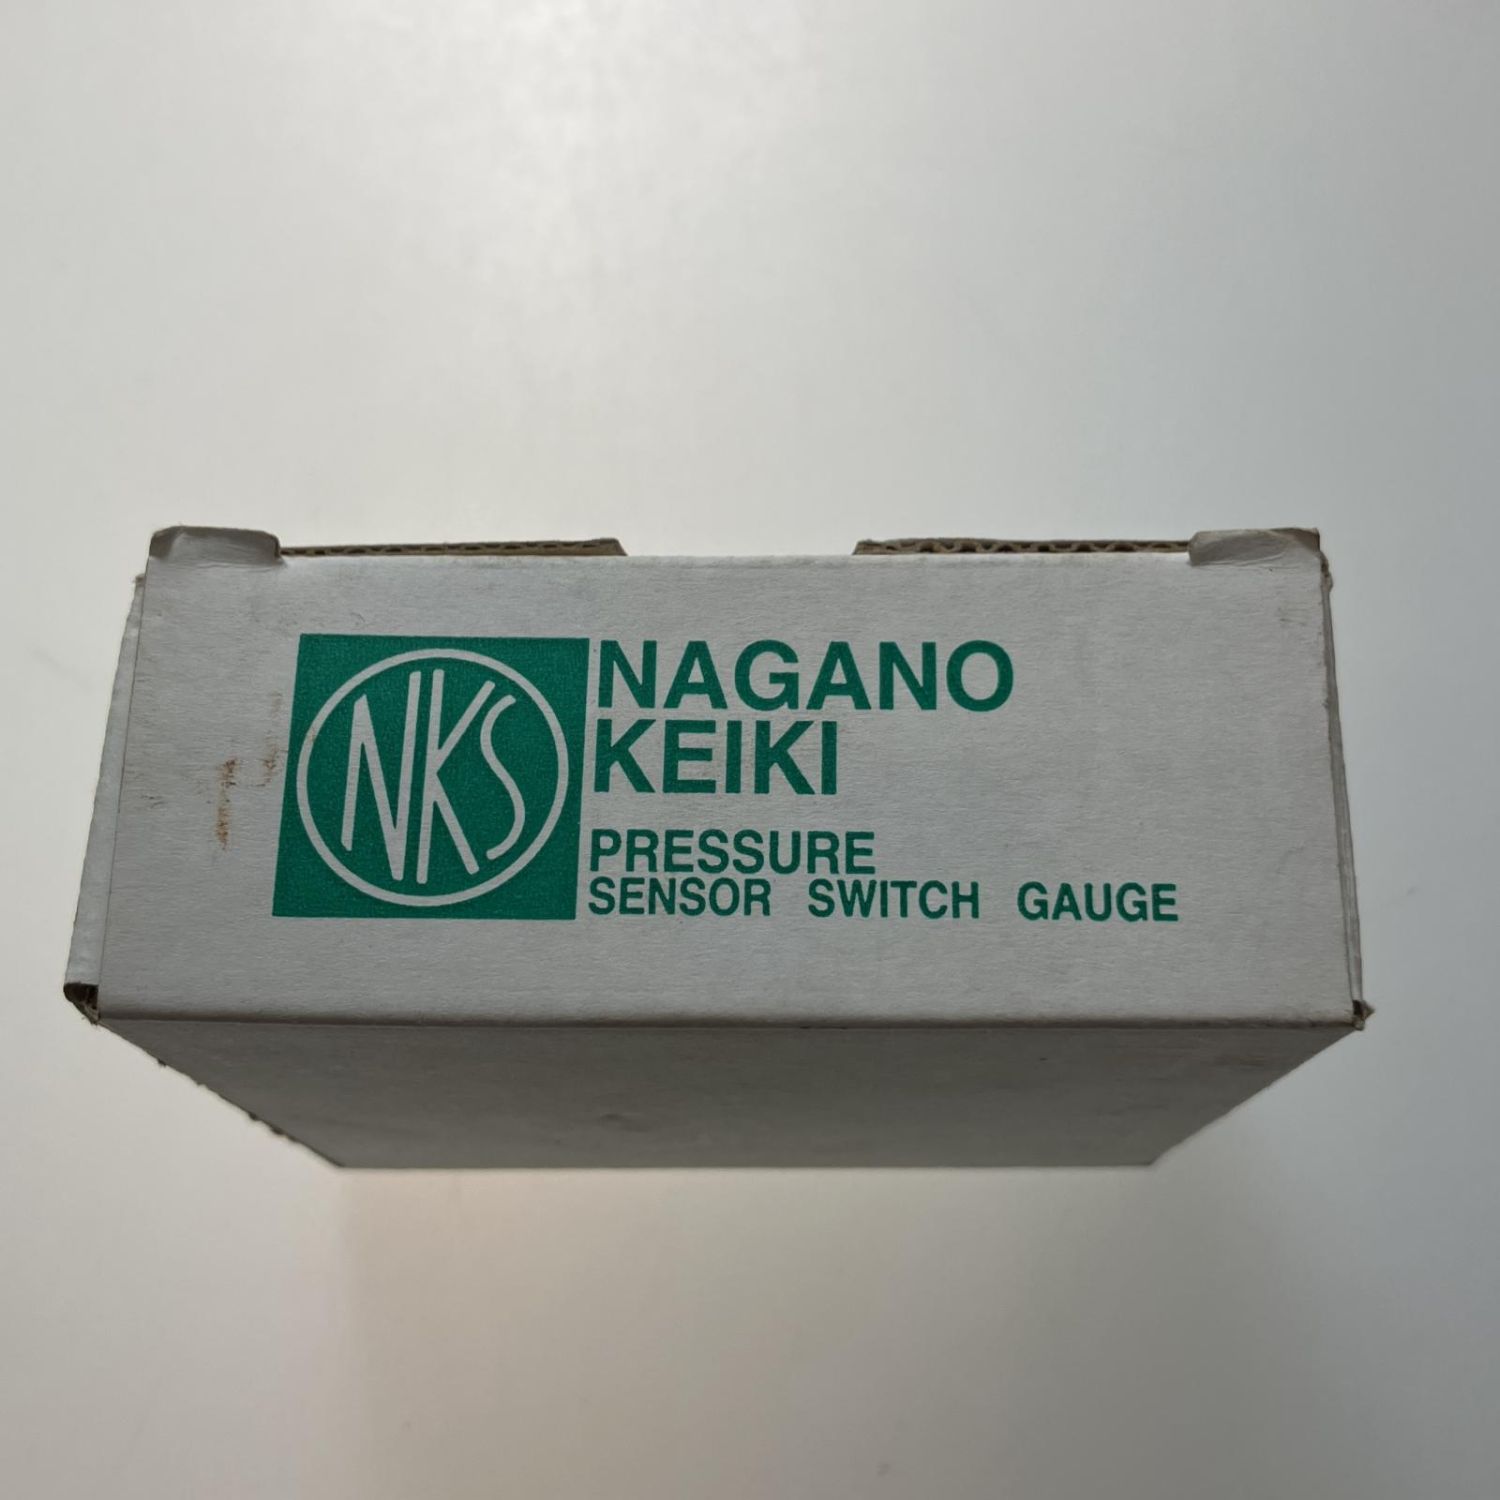 NKS
NAGANO
KEIKI
PRESSURE
SENSOR SWITCH GAUGE